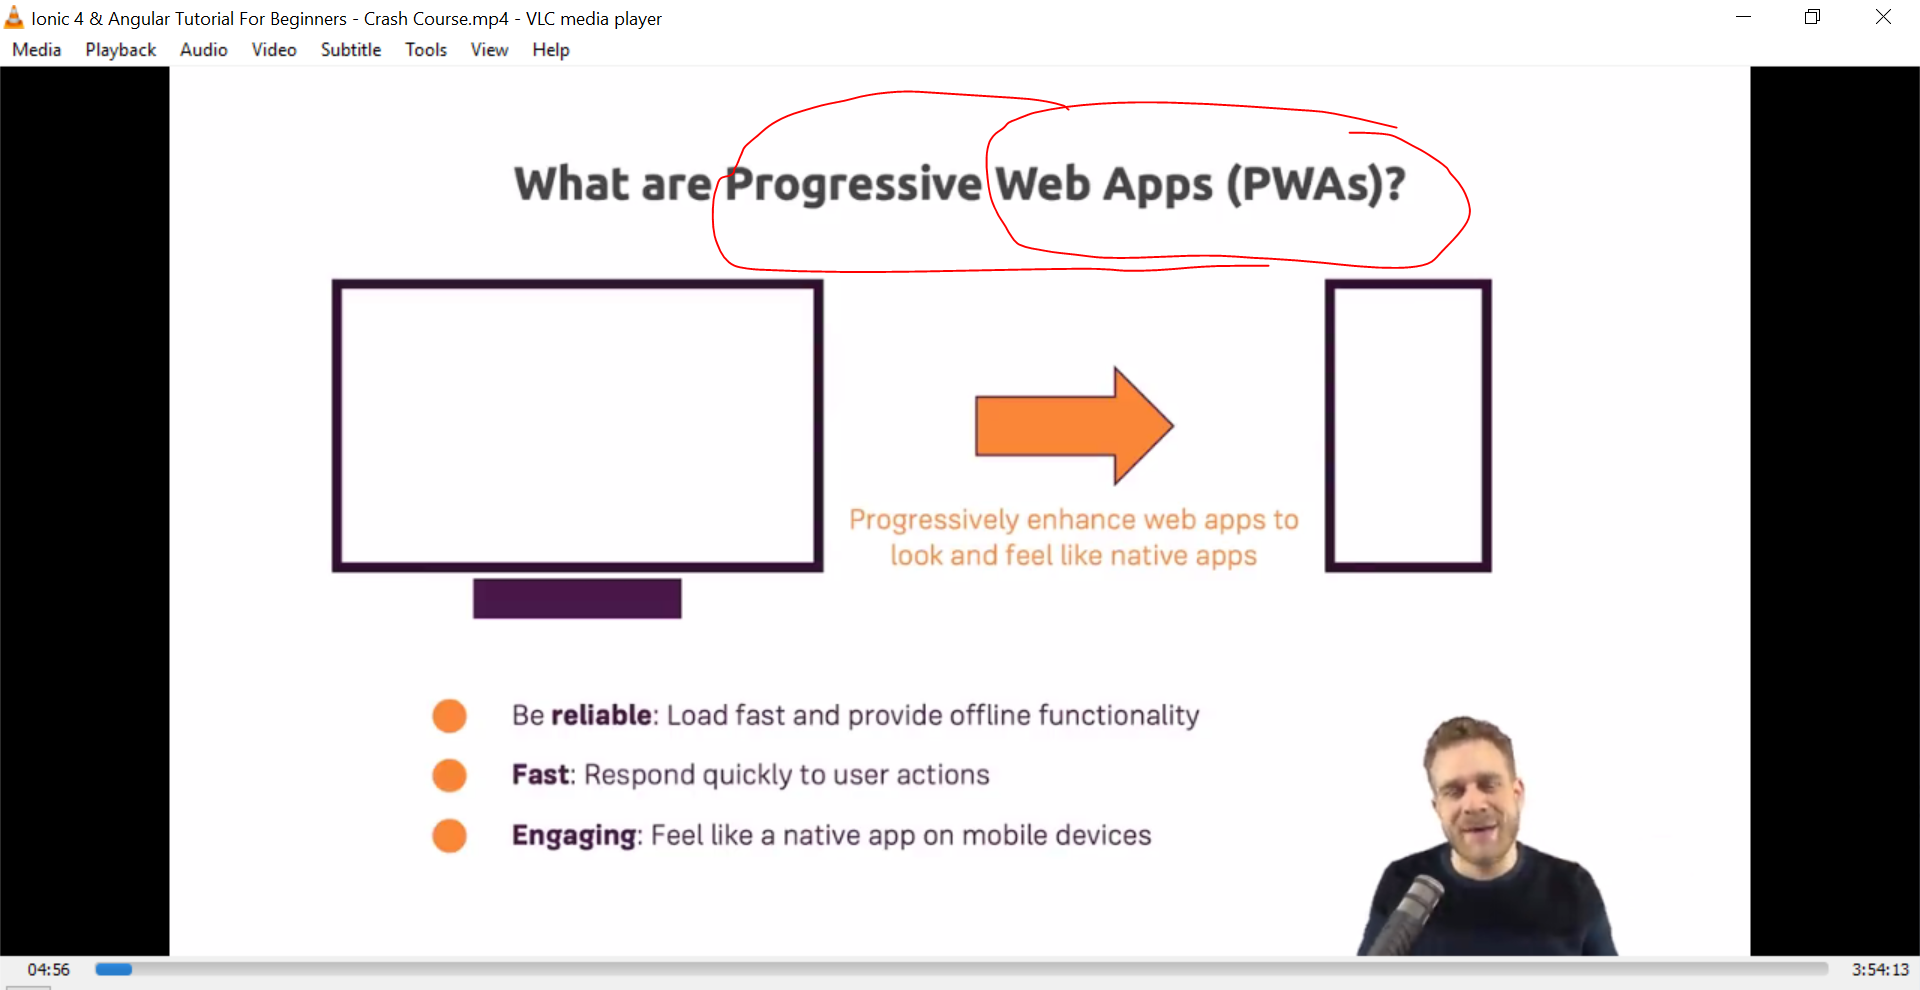 Ionic 4 & Angular Tutorial For Beginners - Crash Course.mp4 - VLC media player
Media Playback Audio Video Subtitle Tools View Help
What are Progressive Web Apps (PWAs)?
Progressively enhance web apps to
look and feel like native apps
Be reliable: Load fast and provide offline functionality
Fast: Respond quickly to user actions
Engaging: Feel like a native app on mobile devices
04:56 3:54:13